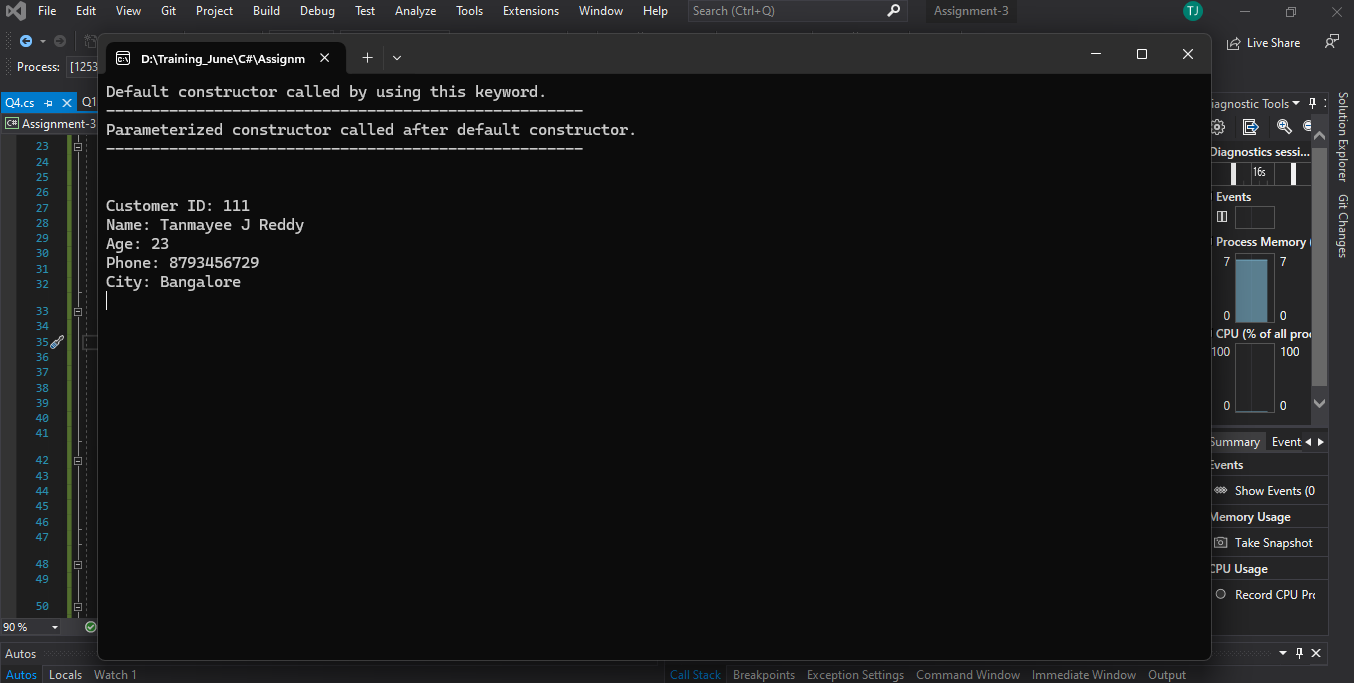 File Edit View Git Project Build Debug Test Analyze Tools Extensions Window Help Search (Ctrl+Q) Assignment-3 TJ
Live Share
Process: [1253
D:\Training_June\C#\Assignm
Q4.cs Q1
C# Assignment-3
Default constructor called by using this keyword.
-----------------------------------------------------
Parameterized constructor called after default constructor.
-----------------------------------------------------
Customer ID: 111
Name: Tanmayee J Reddy
Age: 23
Phone: 8793456729
City: Bangalore
23
24
25
26
27
28
29
30
31
32
33
34
35
36
37
38
39
40
41
42
43
44
45
46
47
48
49
50
90 %
iagnostic Tools
Diagnostics sessi...
16s
Events
Process Memory (
7 7
0 0
CPU (% of all proc
100 100
0 0
Summary Event
Events
Show Events (0
Memory Usage
Take Snapshot
CPU Usage
Record CPU Pr
Solution Explorer
Git Changes
Autos
Autos Locals Watch 1
Call Stack Breakpoints Exception Settings Command Window Immediate Window Output